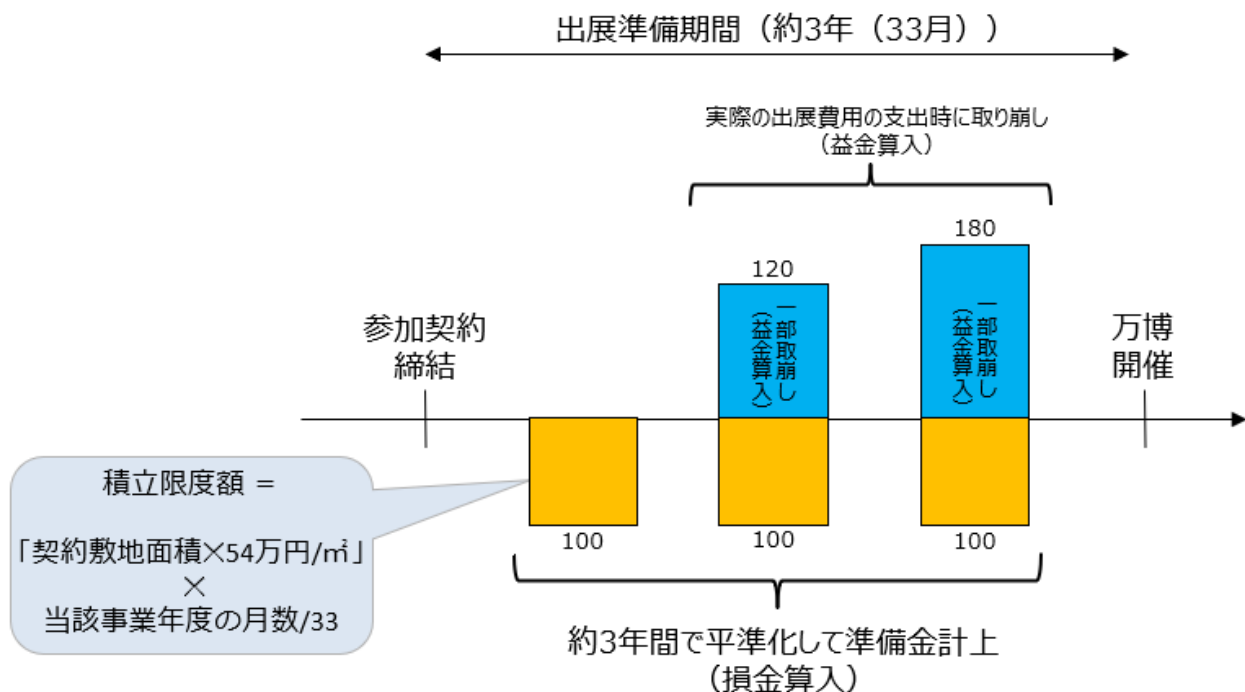 出展準備期間（約3年（33月））
実際の出展費用の支出時に取り崩し
（益金算入）
180
120
一部取崩し
（益金算入）
一部取崩し
（益金算入）
参加契約
締結
万博
開催
積立限度額 =
「契約敷地面積×54万円/㎡」
×
当該事業年度の月数/33
100
100
100
約3年間で平準化して準備金計上
（損金算入）